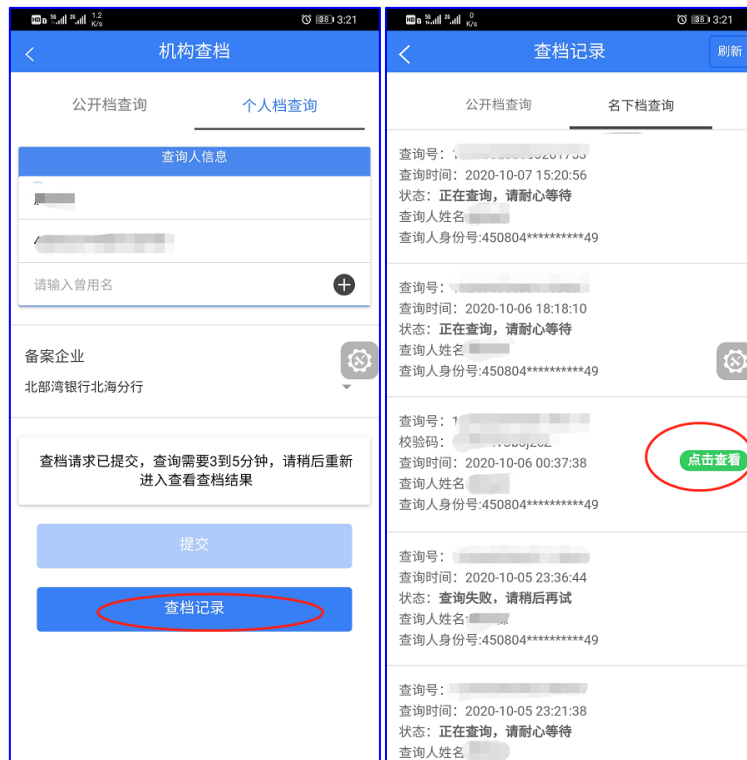 HD 5G 2G 1.2 K/s 38 3:21
机构查档
公开档查询 个人档查询
查询人信息
请输入曾用名
备案企业
北部湾银行北海分行
查档请求已提交，查询需要3到5分钟，请稍后重新
进入查看查档结果
提交
查档记录
HD 5G 2G 0 K/s 38 3:21
查档记录 刷新
公开档查询 名下档查询
查询号：
查询时间：2020-10-07 15:20:56
状态：正在查询，请耐心等待
查询人姓名
查询人身份号:450804**********49
查询号：
查询时间：2020-10-06 18:18:10
状态：正在查询，请耐心等待
查询人姓名
查询人身份号:450804**********49
查询号：1
校验码：
点击查看
查询时间：2020-10-06 00:37:38
查询人姓名
查询人身份号:450804**********49
查询号：
查询时间：2020-10-05 23:36:44
状态：查询失败，请稍后再试
查询人姓名:
查询人身份号:450804**********49
查询号：
查询时间：2020-10-05 23:21:38
状态：正在查询，请耐心等待
查询人姓名